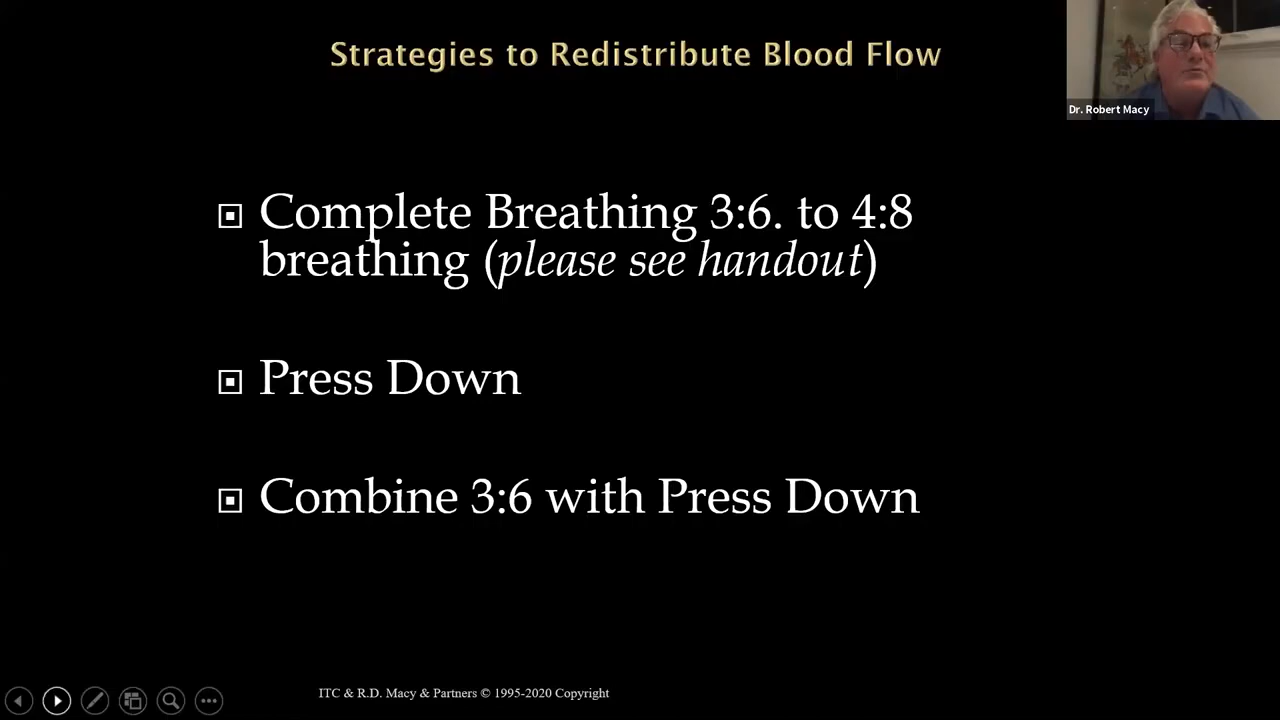 Strategies to Redistribute Blood Flow
Dr. Robert Macy
Complete Breathing 3:6. to 4:8
breathing (please see handout)
Press Down
Combine 3:6 with Press Down
ITC & R.D. Macy & Partners © 1995-2020 Copyright